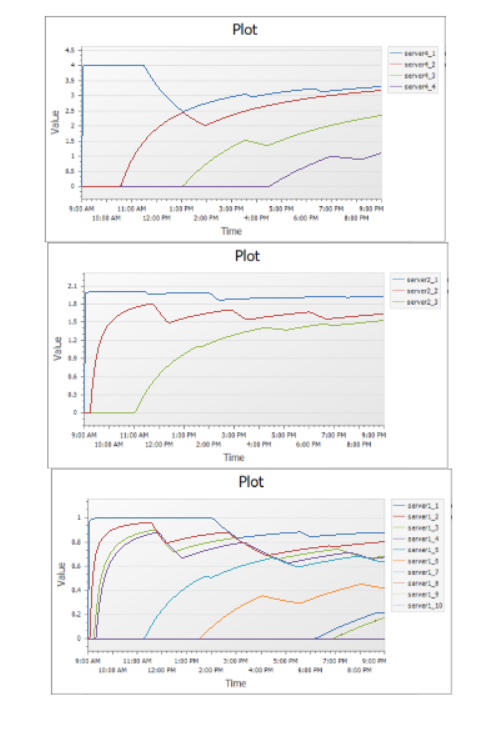 Plot
4.5
4
3.5
3
2.5
2
1.5
1
0.5
0
Value
9:00 AM 11:00 AM 1:00 PM 3:00 PM 5:00 PM 7:00 PM 9:00 PM
10:00 AM 12:00 PM 2:00 PM 4:00 PM 6:00 PM 8:00 PM
Time
server4_1
server4_2
server4_3
server4_4
Plot
2.1
1.8
1.5
1.2
0.9
0.6
0.3
0
Value
9:00 AM 11:00 AM 1:00 PM 3:00 PM 5:00 PM 7:00 PM 9:00 PM
10:00 AM 12:00 PM 2:00 PM 4:00 PM 6:00 PM 8:00 PM
Time
server2_1
server2_2
server2_3
Plot
1
0.8
0.6
0.4
0.2
0
Value
9:00 AM 11:00 AM 1:00 PM 3:00 PM 5:00 PM 7:00 PM 9:00 PM
10:00 AM 12:00 PM 2:00 PM 4:00 PM 6:00 PM 8:00 PM
Time
server1_1
server1_2
server1_3
server1_4
server1_5
server1_6
server1_7
server1_8
server1_9
server1_10